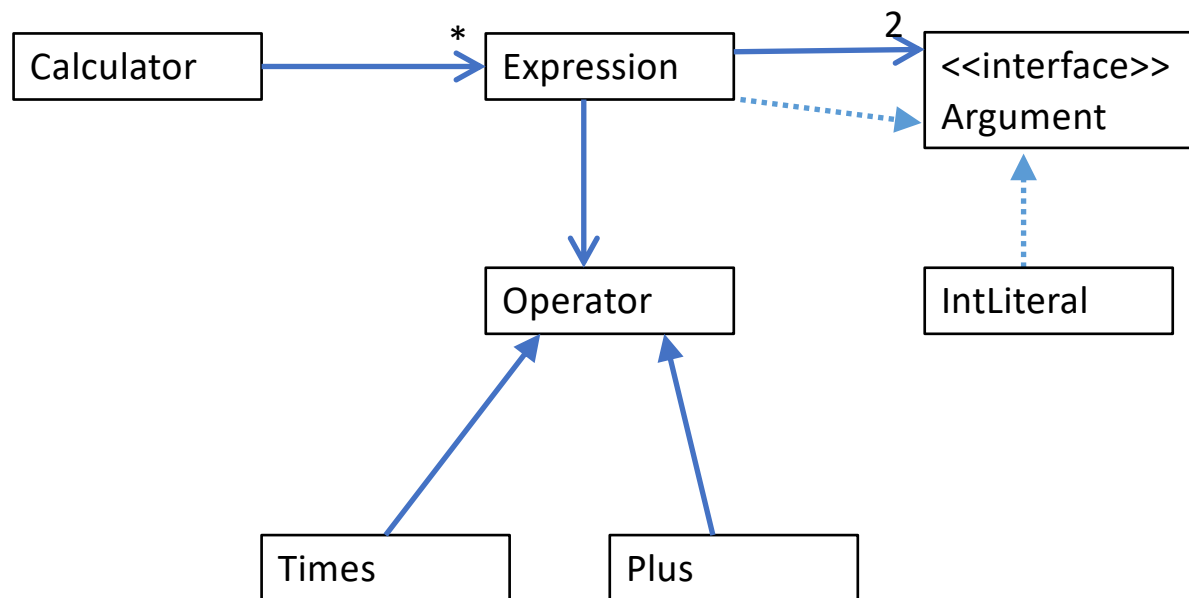 Calculator
*
Expression
2
<<interface>>
Argument
Operator
IntLiteral
Times
Plus